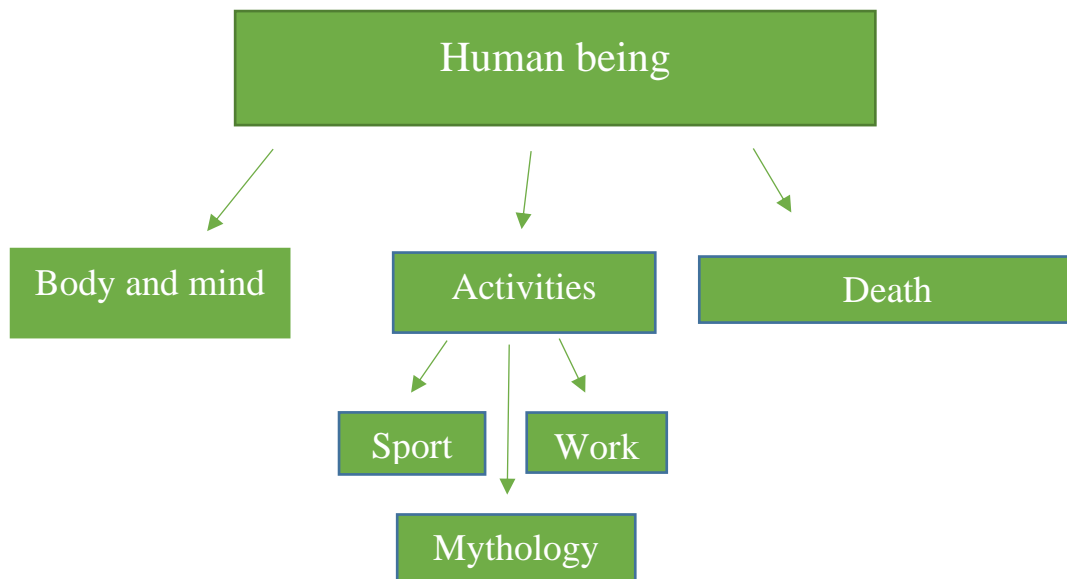 Human being
Body and mind
Activities
Death
Sport
Work
Mythology